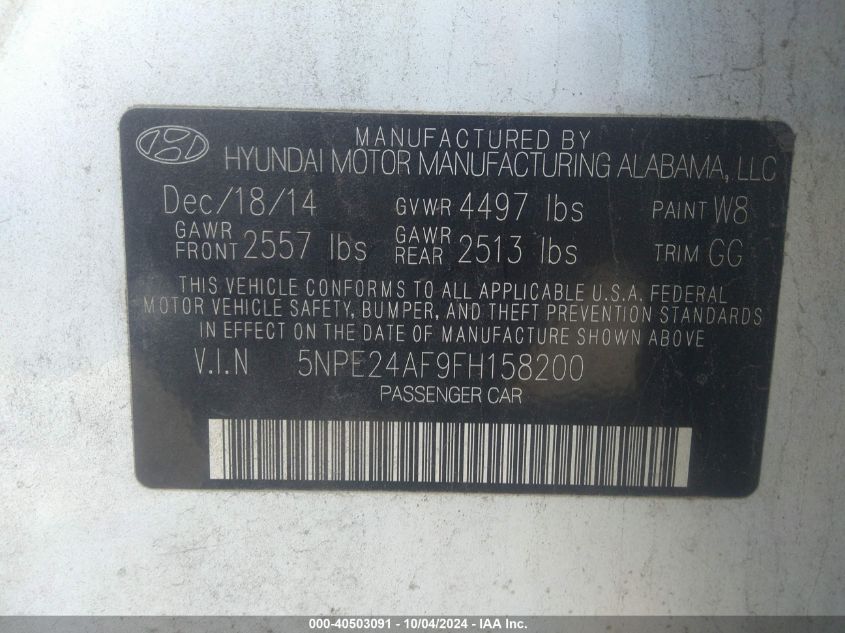 MANUFACTURED BY
HYUNDAI MOTOR MANUFACTURING ALABAMA, LLC
Dec/18/14 GVWR 4497 lbs PAINT W8
GAWR FRONT 2557 lbs GAWR REAR 2513 lbs TRIM GG
THIS VEHICLE CONFORMS TO ALL APPLICABLE U.S.A. FEDERAL
MOTOR VEHICLE SAFETY, BUMPER, AND THEFT PREVENTION STANDARDS
IN EFFECT ON THE DATE OF MANUFACTURE SHOWN ABOVE.
V.I.N 5NPE24AF9FH158200
PASSENGER CAR
000-40503091 - 10/04/2024 - IAA Inc.